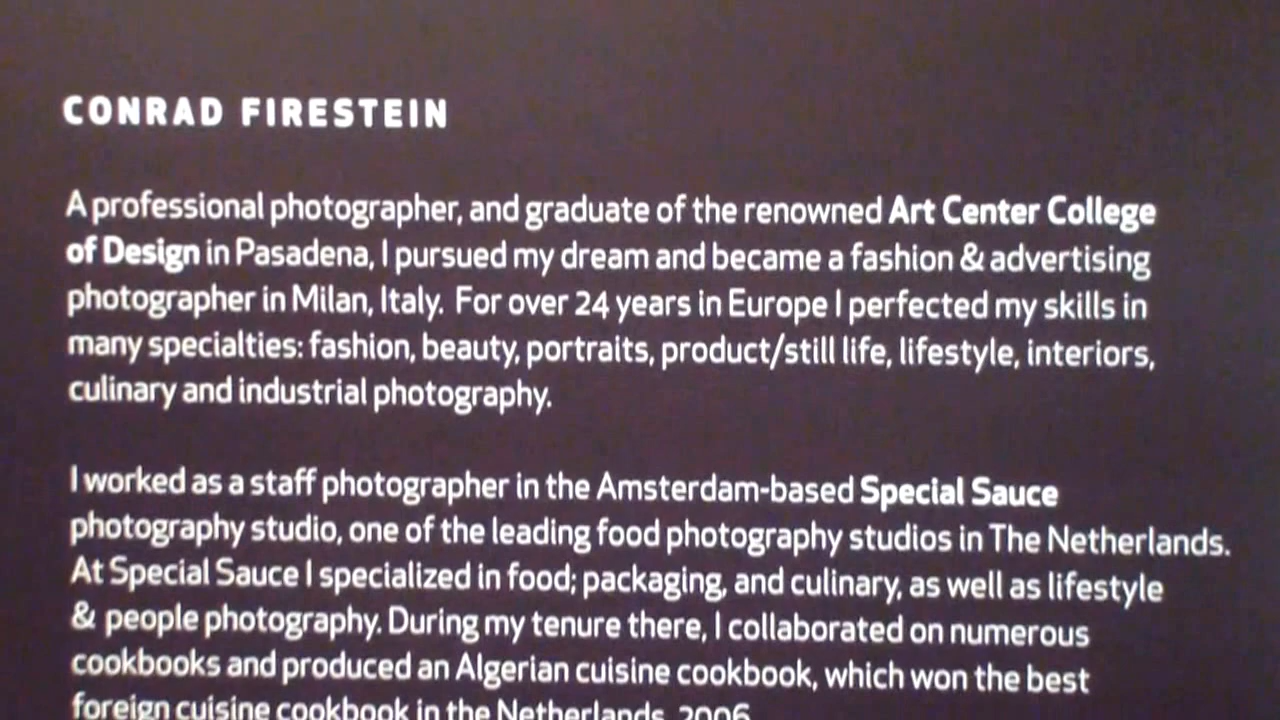 CONRAD FIRESTEIN
A professional photographer, and graduate of the renowned Art Center College
of Design in Pasadena, I pursued my dream and became a fashion & advertising
photographer in Milan, Italy. For over 24 years in Europe I perfected my skills in
many specialties: fashion, beauty, portraits, product/still life, lifestyle, interiors,
culinary and industrial photography.
I worked as a staff photographer in the Amsterdam-based Special Sauce
photography studio, one of the leading food photography studios in The Netherlands.
At Special Sauce I specialized in food; packaging, and culinary, as well as lifestyle
& people photography. During my tenure there, I collaborated on numerous
cookbooks and produced an Algerian cuisine cookbook, which won the best
foreign cuisine cookbook in the Netherlands, 2006